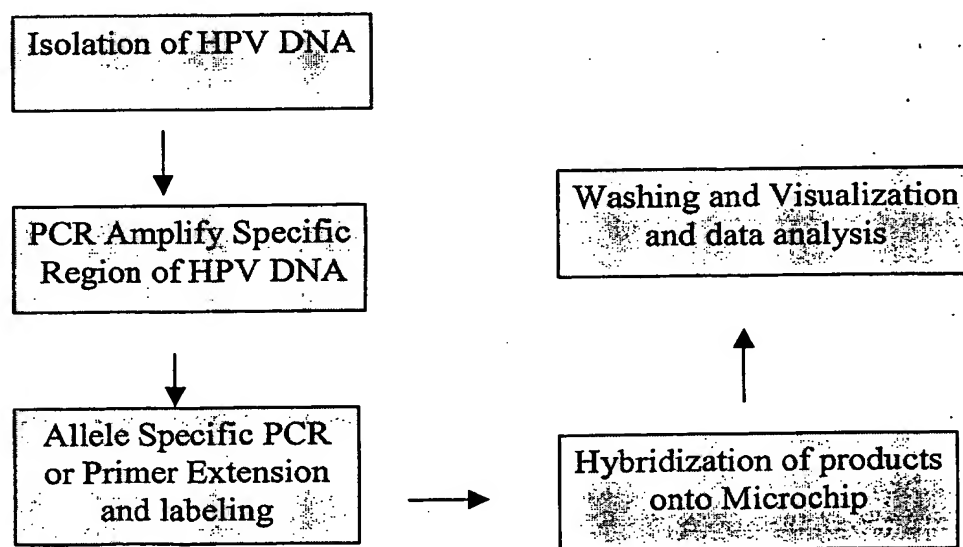 Isolation of HPV DNA
PCR Amplify Specific
Region of HPV DNA
Allele Specific PCR
or Primer Extension
and labeling
Hybridization of products
onto Microchip
Washing and Visualization
and data analysis